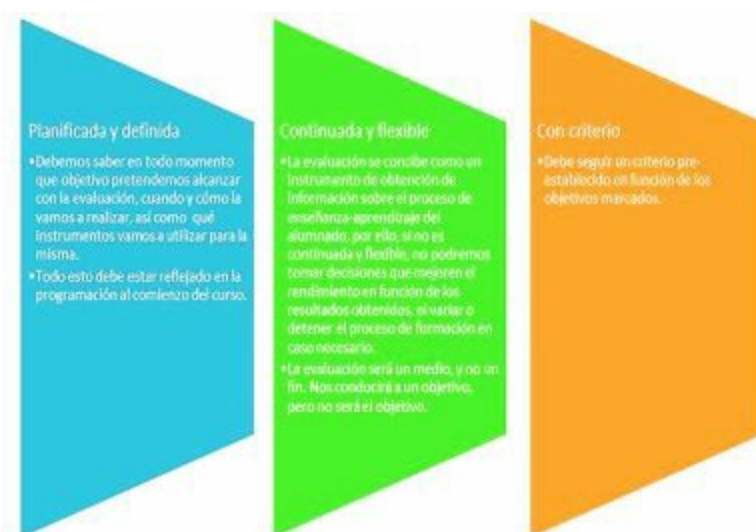 Planificada y definida
•Debemos saber en todo momento
que objetivo pretendemos alcanzar
con la evaluación, cuando y cómo la
vamos a realizar, así como qué
instrumentos vamos a utilizar para la
misma.
•Todo esto debe estar reflejado en la
programación al comienzo del curso.
Continuada y flexible
•La evaluación se concibe como un
instrumento de obtención de
información sobre el proceso de
enseñanza-aprendizaje del
alumnado, por ello, si no es
continuada y flexible, no podremos
tomar decisiones que mejoren el
rendimiento en función de los
resultados obtenidos, ni variar o
detener el proceso de formación en
caso necesario.
•La evaluación será un medio, y no un
fin. Nos conducirá a un objetivo,
pero no será el objetivo.
Con criterio
•Debe seguir un criterio pre-
establecido en función de los
objetivos marcados.